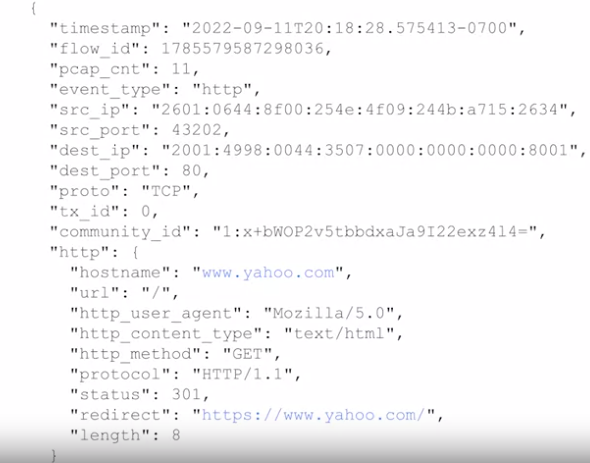 {
"timestamp": "2022-09-11T20:18:28.575413-0700",
"flow_id": 1785579587298036,
"pcap_cnt": 11,
"event_type": "http",
"src_ip": "2601:0644:8f00:254e:4f09:244b:a715:2634",
"src_port": 43202,
"dest_ip": "2001:4998:0044:3507:0000:0000:0000:8001",
"dest_port": 80,
"proto": "TCP",
"tx_id": 0,
"community_id": "1:x+bWOP2v5tbbdxaJa9I22exz4l4=",
"http": {
"hostname": "www.yahoo.com",
"url": "/",
"http_user_agent": "Mozilla/5.0",
"http_content_type": "text/html",
"http_method": "GET",
"protocol": "HTTP/1.1",
"status": 301,
"redirect": "https://www.yahoo.com/",
"length": 8
}